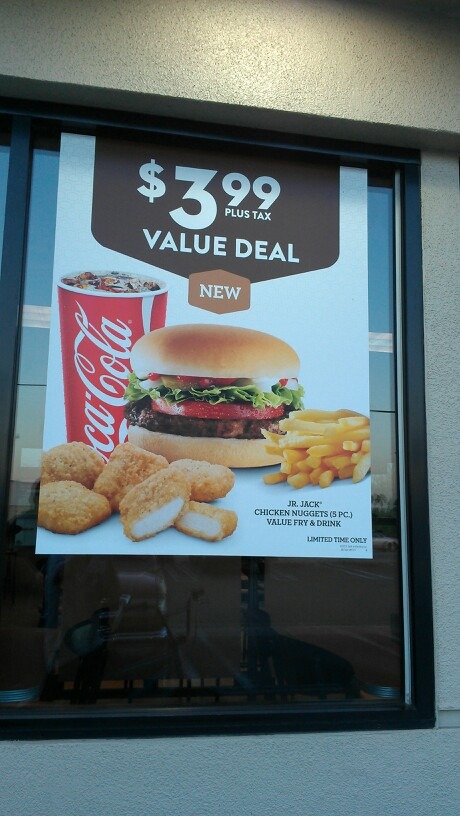 $3.99
PLUS TAX
VALUE DEAL
NEW
Coca-Cola
JR. JACK®
CHICKEN NUGGETS (5 PC.)
VALUE FRY & DRINK
LIMITED TIME ONLY